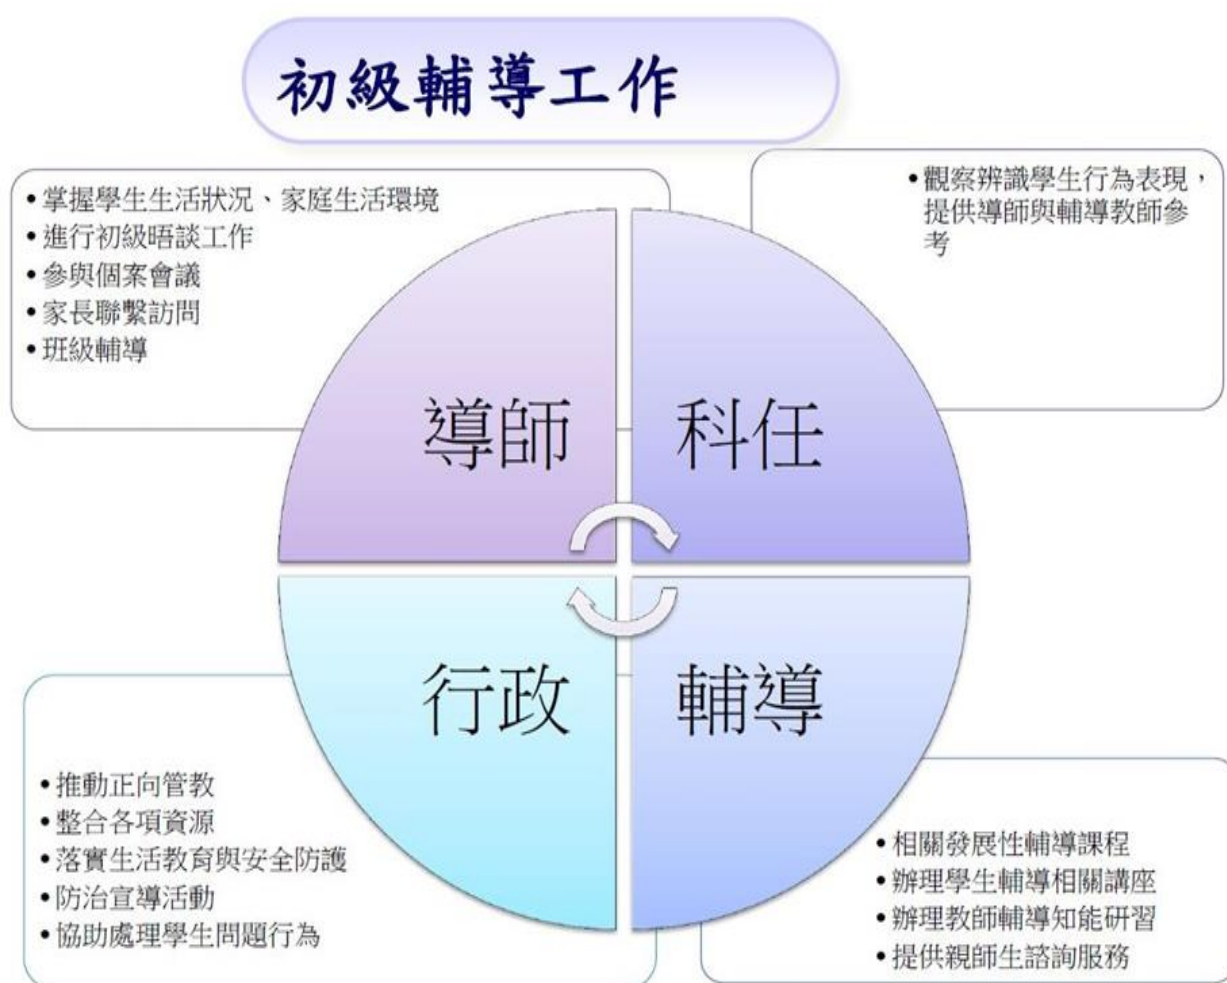 初級輔導工作
• 掌握學生生活狀況、家庭生活環境
• 進行初級晤談工作
• 參與個案會議
• 家長聯繫訪問
• 班級輔導
• 觀察辨識學生行為表現，
提供導師與輔導教師參
考
導師
科任
行政
輔導
• 推動正向管教
• 整合各項資源
• 落實生活教育與安全防護
• 防治宣導活動
• 協助處理學生問題行為
• 相關發展性輔導課程
• 辦理學生輔導相關講座
• 辦理教師輔導知能研習
• 提供親師生諮詢服務